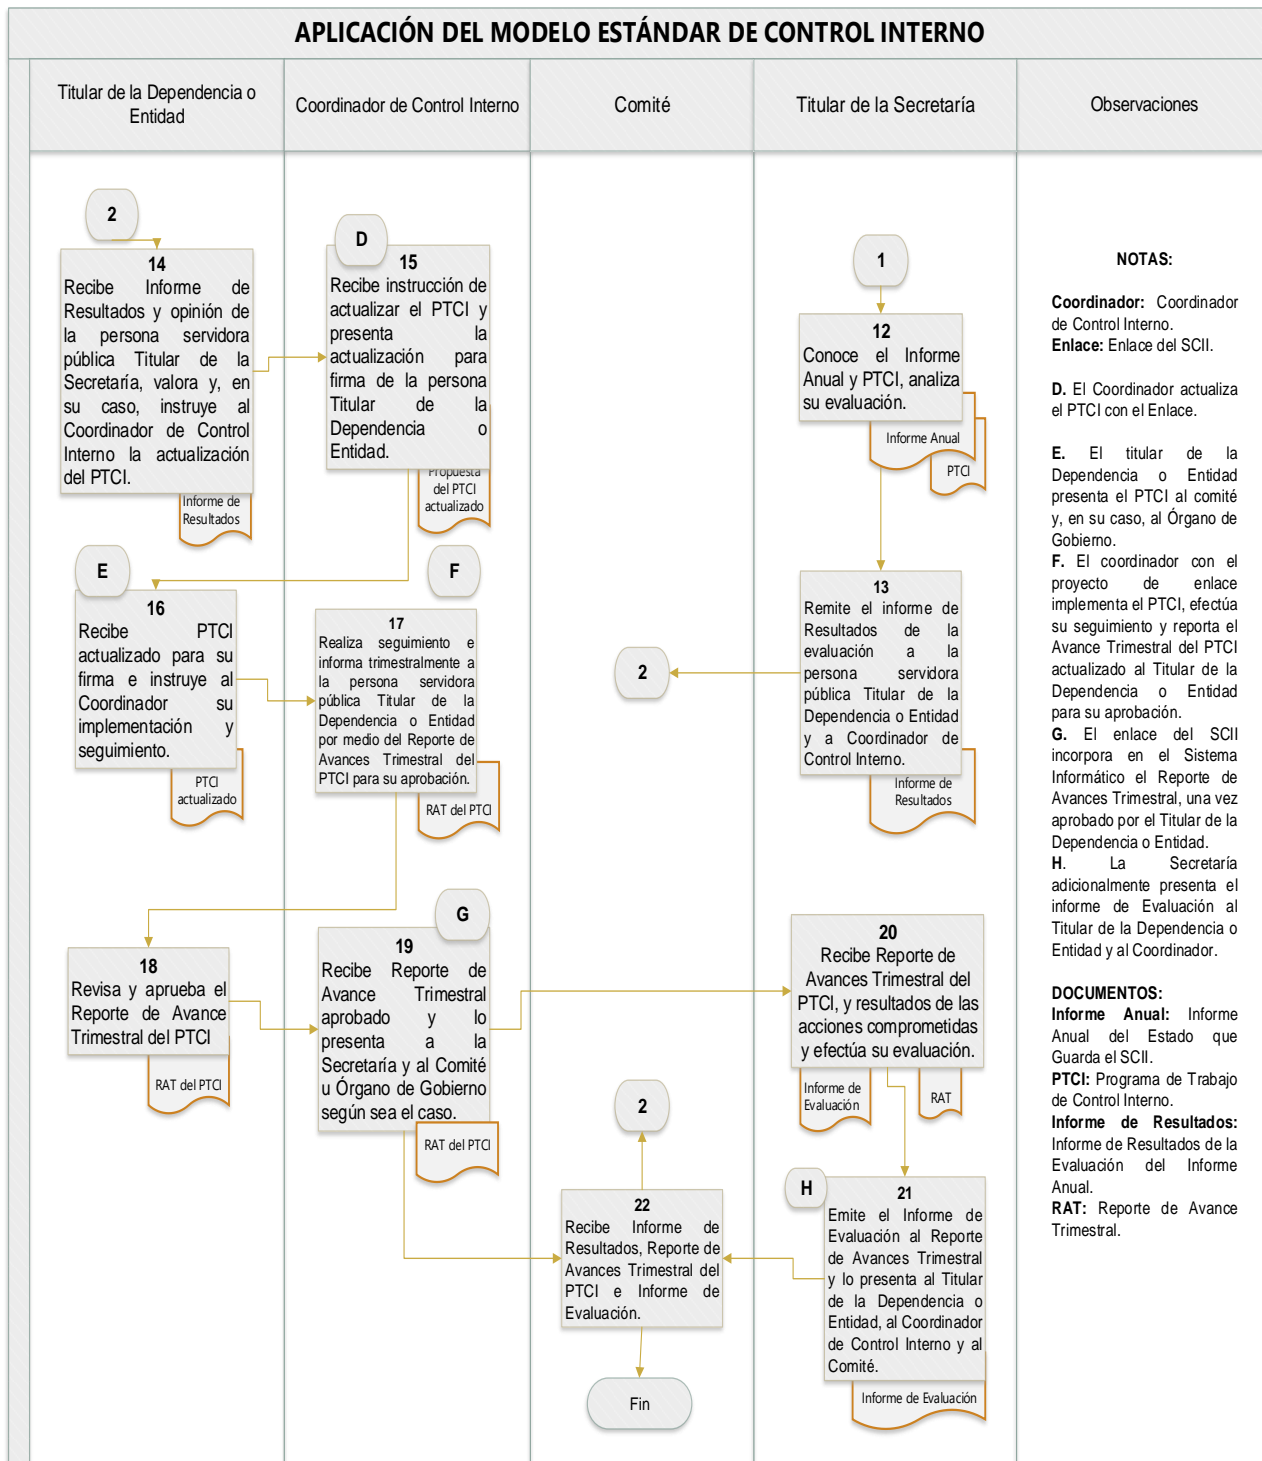 APLICACIÓN DEL MODELO ESTÁNDAR DE CONTROL INTERNO
Titular de la Dependencia o
Entidad
Coordinador de Control Interno
Comité
Titular de la Secretaría
Observaciones
2
14
Recibe Informe de
Resultados y opinión de
la persona servidora
pública Titular de la
Secretaría, valora y, en
su caso, instruye al
Coordinador de Control
Interno la actualización
del PTCI.
Informe de
Resultados
E
16
Recibe PTCI
actualizado para su
firma e instruye al
Coordinador su
implementación y
seguimiento.
PTCI
actualizado
18
Revisa y aprueba el
Reporte de Avance
Trimestral del PTCI
RAT del PTCI
D
15
Recibe instrucción de
actualizar el PTCI y
presenta la
actualización para
firma de la persona
Titular de la
Dependencia o
Entidad.
Propuesta
del PTCI
actualizado
F
17
Realiza seguimiento e
informa trimestralmente a
la persona servidora
pública Titular de la
Dependencia o Entidad
por medio del Reporte de
Avances Trimestral del
PTCI para su aprobación.
RAT del PTCI
G
19
Recibe Reporte de
Avance Trimestral
aprobado y lo
presenta a la
Secretaría y al Comité
u Órgano de Gobierno
según sea el caso.
RAT del PTCI
2
2
22
Recibe Informe de
Resultados, Reporte de
Avances Trimestral del
PTCI e Informe de
Evaluación.
Fin
1
12
Conoce el Informe
Anual y PTCI, analiza
su evaluación.
Informe Anual
PTCI
13
Remite el informe de
Resultados de la
evaluación a la
persona servidora
pública Titular de la
Dependencia o Entidad
y a Coordinador de
Control Interno.
Informe de
Resultados
20
Recibe Reporte de
Avances Trimestral del
PTCI, y resultados de las
acciones comprometidas
y efectúa su evaluación.
Informe de
Evaluación
RAT
H
21
Emite el Informe de
Evaluación al Reporte
de Avances Trimestral
y lo presenta al Titular
de la Dependencia o
Entidad, al Coordinador
de Control Interno y al
Comité.
Informe de Evaluación
NOTAS:
Coordinador: Coordinador
de Control Interno.
Enlace: Enlace del SCII.
D. El Coordinador actualiza
el PTCI con el Enlace.
E. El titular de la
Dependencia o Entidad
presenta el PTCI al comité
y, en su caso, al Órgano de
Gobierno.
F. El coordinador con el
proyecto de enlace
implementa el PTCI, efectúa
su seguimiento y reporta el
Avance Trimestral del PTCI
actualizado al Titular de la
Dependencia o Entidad
para su aprobación.
G. El enlace del SCII
incorpora en el Sistema
Informático el Reporte de
Avances Trimestral, una vez
aprobado por el Titular de la
Dependencia o Entidad.
H. La Secretaría
adicionalmente presenta el
informe de Evaluación al
Titular de la Dependencia o
Entidad y al Coordinador.
DOCUMENTOS:
Informe Anual: Informe
Anual del Estado que
Guarda el SCII.
PTCI: Programa de Trabajo
de Control Interno.
Informe de Resultados:
Informe de Resultados de la
Evaluación del Informe
Anual.
RAT: Reporte de Avance
Trimestral.